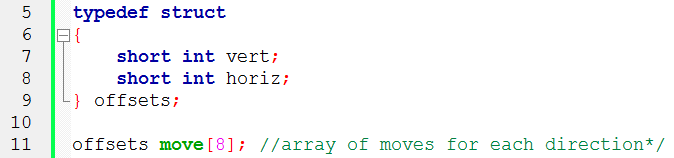 5 typedef struct
6 {
7 short int vert;
8 short int horiz;
9 } offsets;
10
11 offsets move[8]; //array of moves for each direction*/